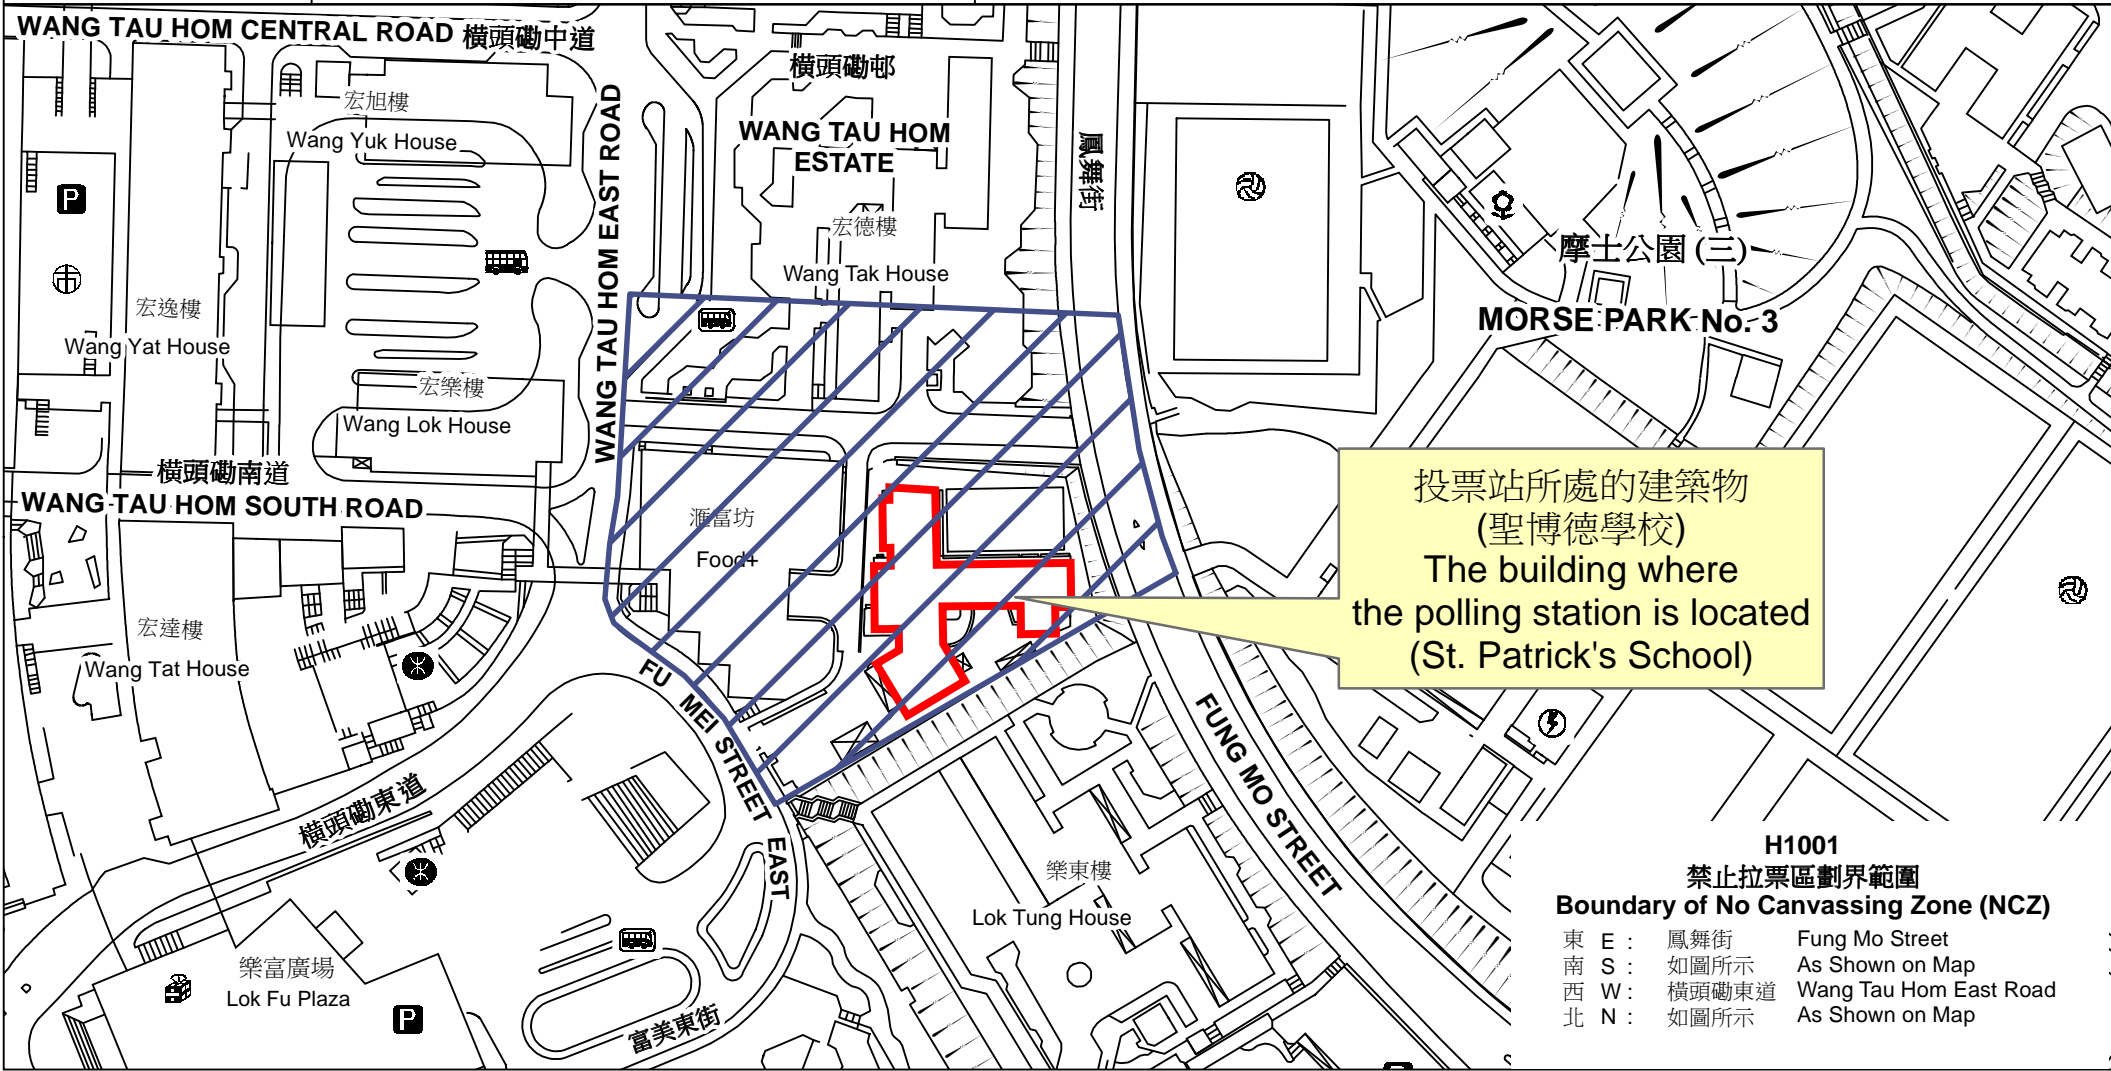 WANG TAU HOM CENTRAL ROAD 橫頭磡中道
橫頭磡邨
WANG TAU HOM
ESTATE
宏旭樓
Wang Yuk House
WANG TAU HOM EAST ROAD
鳳舞街
P
宏德樓
Wang Tak House
摩士公園 (三)
MORSE PARK No. 3
宏逸樓
Wang Yat House
宏樂樓
Wang Lok House
橫頭磡南道
WANG TAU HOM SOUTH ROAD
滙富坊
Food+
投票站所處的建築物
(聖博德學校)
The building where
the polling station is located
(St. Patrick's School)
宏達樓
Wang Tat House
FU MEI STREET EAST
FUNG MO STREET
橫頭磡東道
樂東樓
Lok Tung House
樂富廣場
Lok Fu Plaza
P
富美東街
H1001
禁止拉票區劃界範圍
Boundary of No Canvassing Zone (NCZ)
東 E : 鳳舞街 Fung Mo Street
南 S : 如圖所示 As Shown on Map
西 W : 橫頭磡東道 Wang Tau Hom East Road
北 N : 如圖所示 As Shown on Map